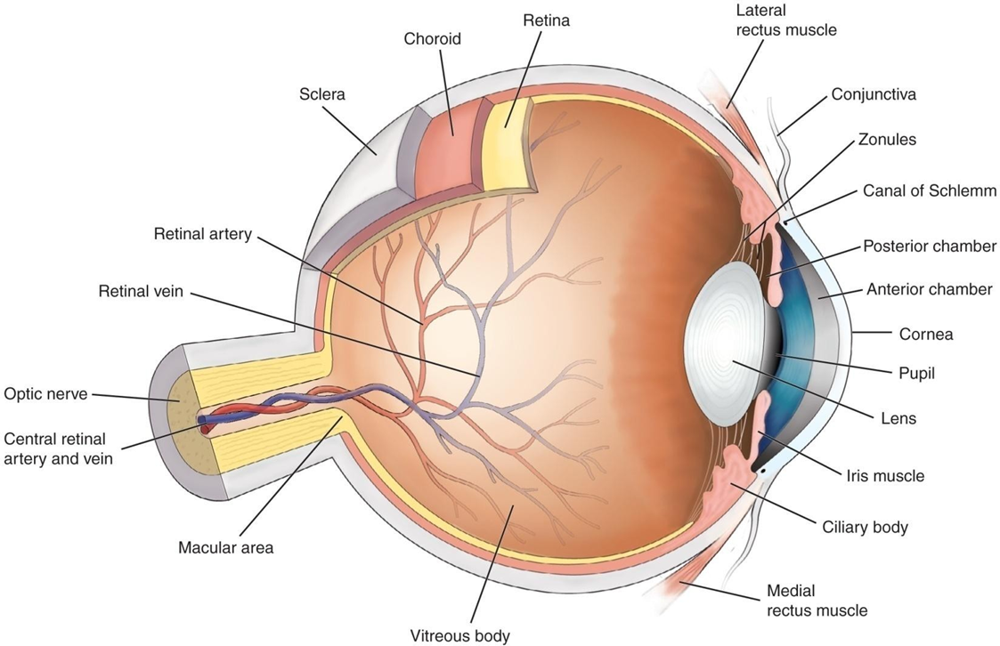 Lateral
rectus muscle
Retina
Choroid
Sclera
Conjunctiva
Zonules
Canal of Schlemm
Retinal artery
Posterior chamber
Retinal vein
Anterior chamber
Cornea
Pupil
Optic nerve
Lens
Central retinal
artery and vein
Iris muscle
Ciliary body
Macular area
Medial
rectus muscle
Vitreous body